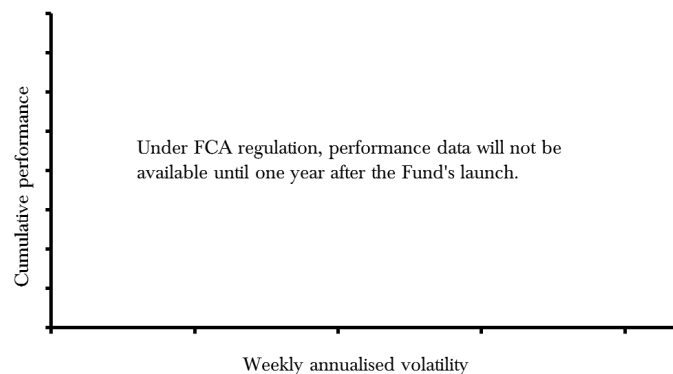 Cumulative performance
Under FCA regulation, performance data will not be
available until one year after the Fund's launch.
Weekly annualised volatility